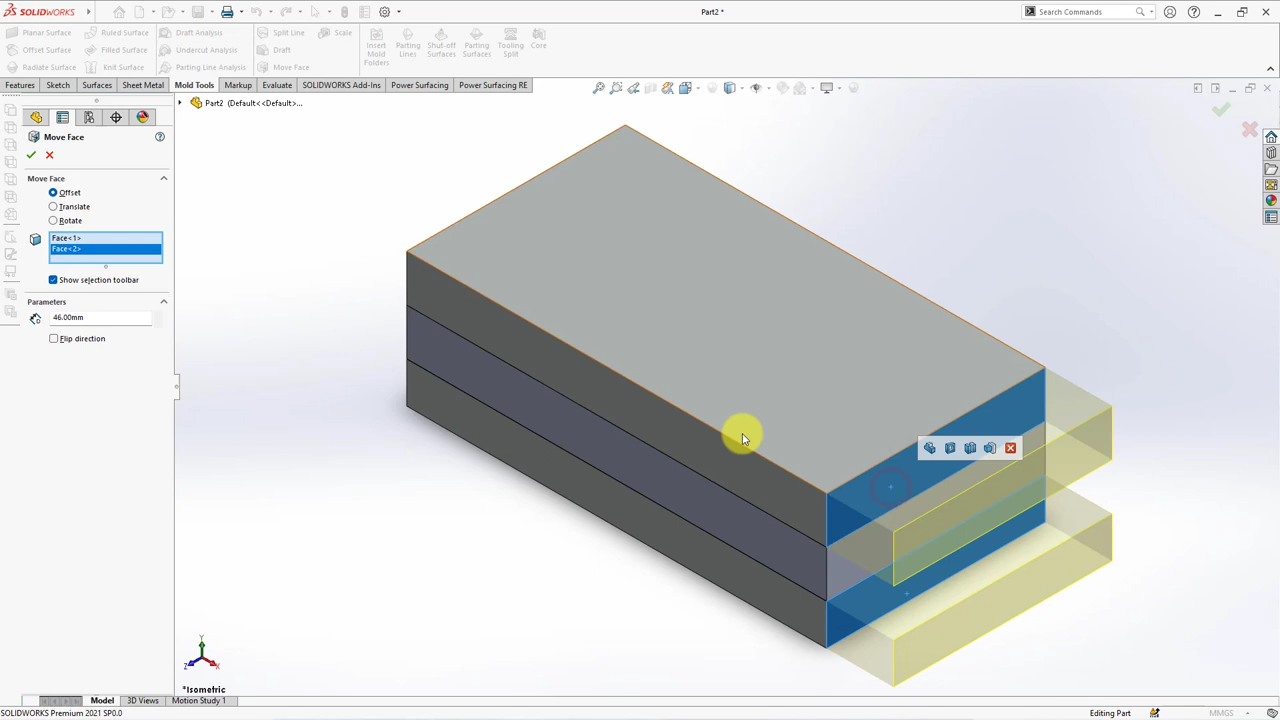 SOLIDWORKS
Part2 *
Search Commands
Planar Surface
Ruled Surface
Draft Analysis
Split Line
Scale
Offset Surface
Filled Surface
Undercut Analysis
Draft
Radiate Surface
Knit Surface
Parting Line Analysis
Move Face
Insert
Mold
Folders
Parting
Lines
Shut-off
Surfaces
Parting
Surfaces
Tooling
Split
Core
Features
Sketch
Surfaces
Sheet Metal
Mold Tools
Markup
Evaluate
SOLIDWORKS Add-Ins
Power Surfacing
Power Surfacing RE
Part2 (Default<<Default>...
Move Face
Move Face
Offset
Translate
Rotate
Face<1>
Face<2>
Show selection toolbar
Parameters
46.00mm
Flip direction
Y
Z
X
*Isometric
Model
3D Views
Motion Study 1
SOLIDWORKS Premium 2021 SP0.0
Editing Part
MMGS